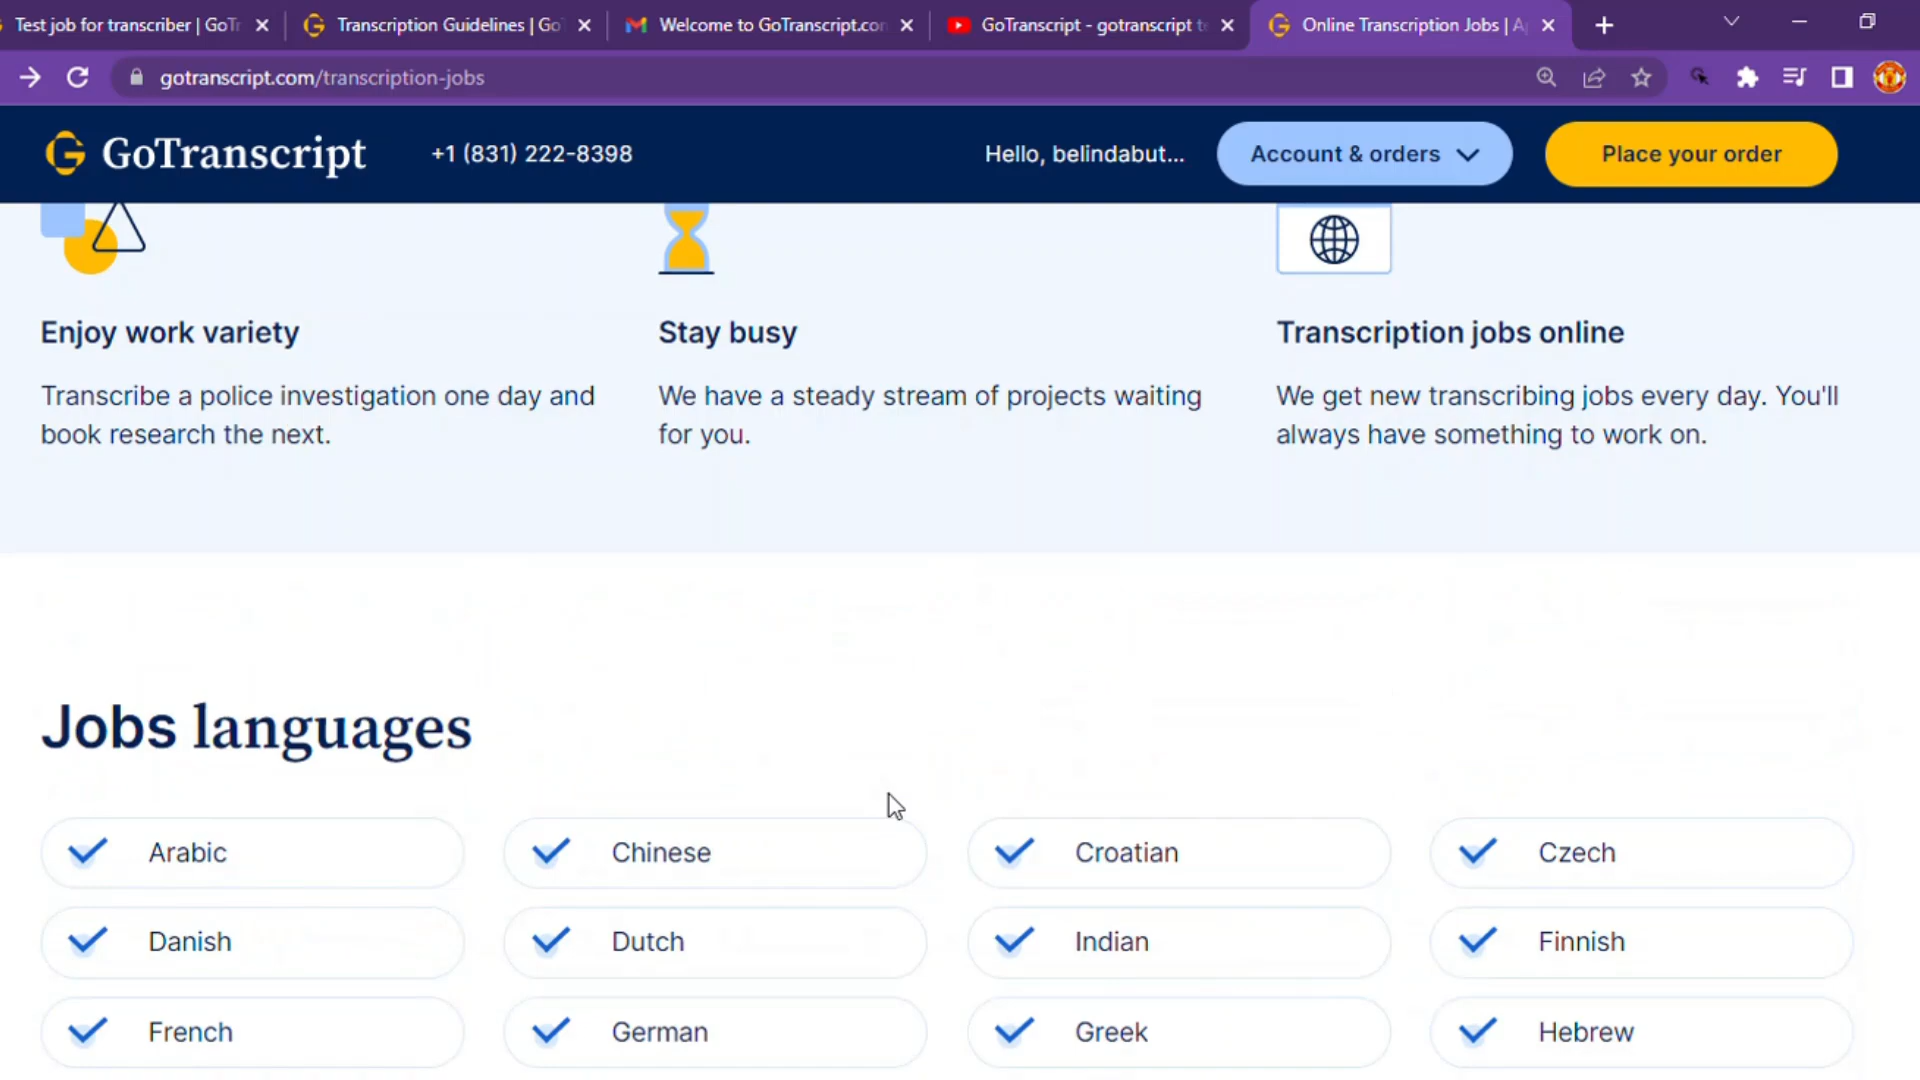 Test job for transcriber | GoTr
Transcription Guidelines | Go
Welcome to GoTranscript.com
GoTranscript - gotranscript te
Online Transcription Jobs | A
gotranscript.com/transcription-jobs
GoTranscript
+1 (831) 222-8398
Hello, belindabut...
Account & orders
Place your order
Enjoy work variety
Transcribe a police investigation one day and
book research the next.
Stay busy
We have a steady stream of projects waiting
for you.
Transcription jobs online
We get new transcribing jobs every day. You'll
always have something to work on.
Jobs languages
Arabic
Chinese
Croatian
Czech
Danish
Dutch
Indian
Finnish
French
German
Greek
Hebrew